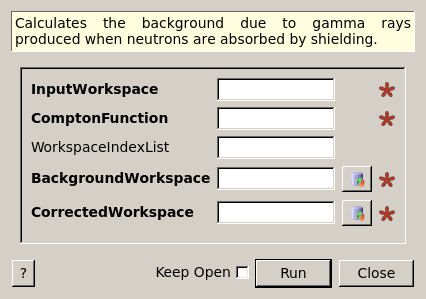 Calculates the background due to gamma rays
produced when neutrons are absorbed by shielding.
InputWorkspace
ComptonFunction
WorkspaceIndexList
BackgroundWorkspace
CorrectedWorkspace
? Keep Open Run Close